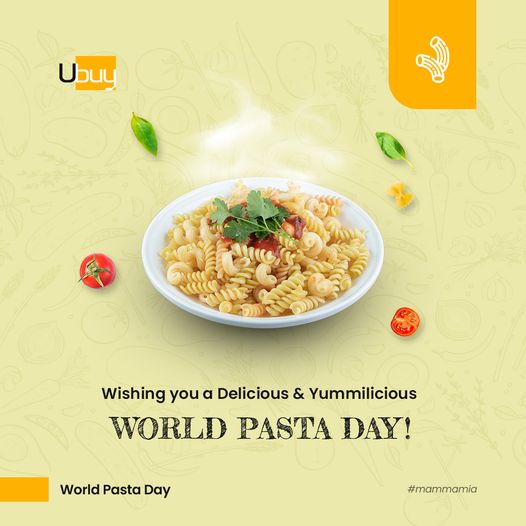 Ubuy
Wishing you a Delicious & Yummilicious
WORLD PASTA DAY!
World Pasta Day
#mammamia